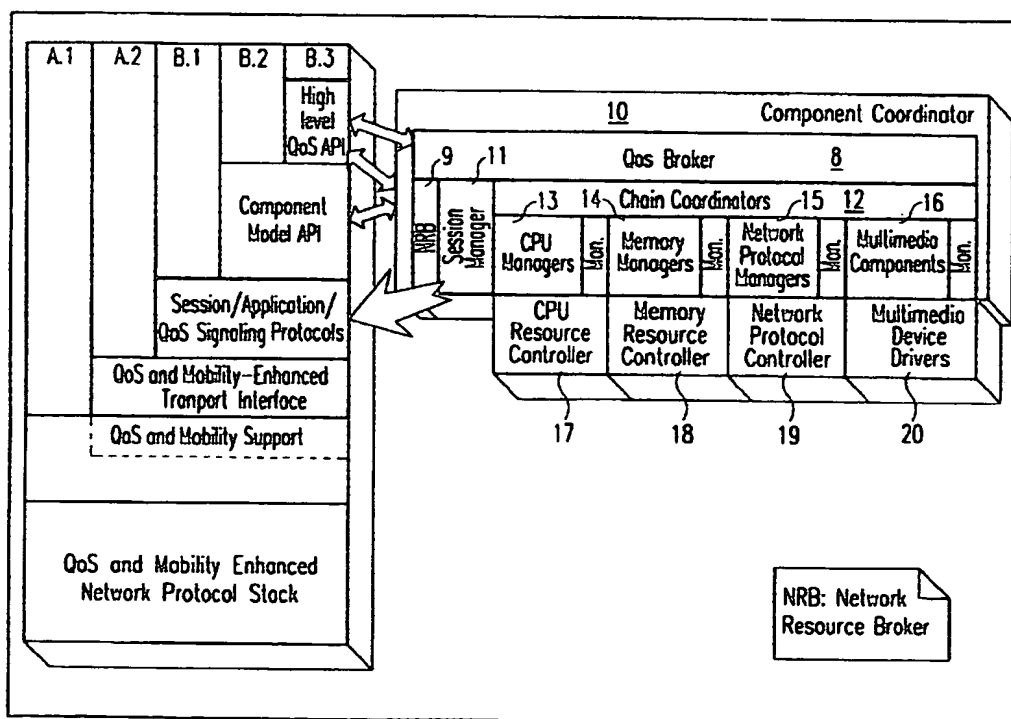 A.1 A.2 B.1 B.2 B.3
High
level
QoS API
Component
Model API
Session/Application/
QoS Signaling Protocols
QoS and Mobility-Enhanced
Tranport Interface
QoS and Mobility Support
QoS and Mobility Enhanced
Network Protocol Stack
10 Component Coordinator
9 11 Qos Broker 8
NRB
Session
Manager
Chain Coordinators 12
13 14 15 16
CPU
Managers
Man.
Memory
Managers
Man.
Network
Protocol
Managers
Man.
Multimedia
Components
Man.
CPU
Resource
Controller
Memory
Resource
Controller
Network
Protocol
Controller
Multimedia
Device
Drivers
17 18 19 20
NRB: Network
Resource Broker